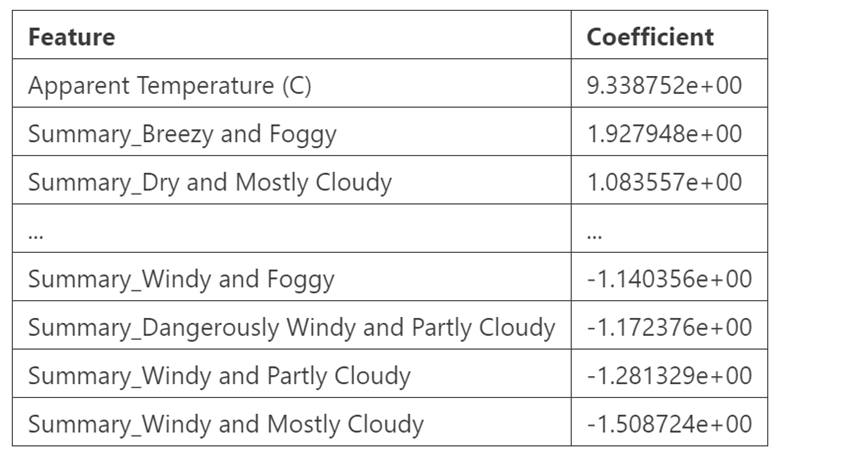 Feature Coefficient
Apparent Temperature (C) 9.338752e+00
Summary_Breezy and Foggy 1.927948e+00
Summary_Dry and Mostly Cloudy 1.083557e+00
... ...
Summary_Windy and Foggy -1.140356e+00
Summary_Dangerously Windy and Partly Cloudy -1.172376e+00
Summary_Windy and Partly Cloudy -1.281329e+00
Summary_Windy and Mostly Cloudy -1.508724e+00